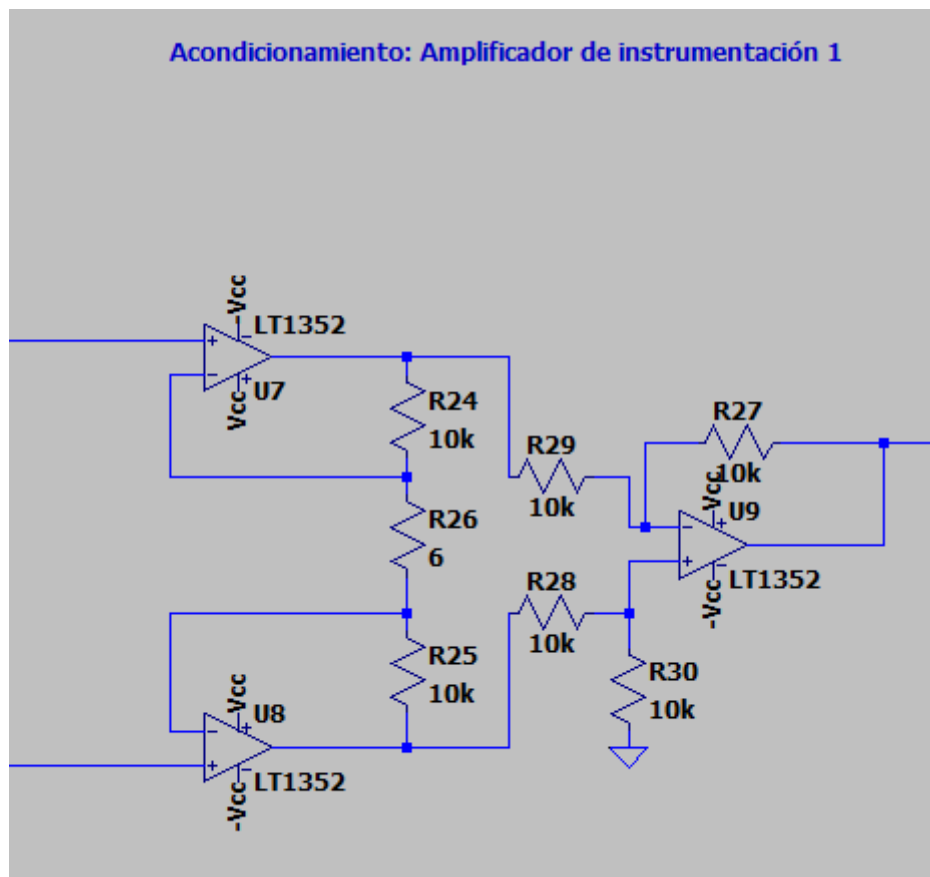 Acondicionamiento: Amplificador de instrumentación 1
-Vcc
LT1352
U7
Vcc
R24
10k
R29
10k
R27
10k
Vcc
U9
R26
6
R28
10k
LT1352
-Vcc
R25
10k
R30
10k
Vcc
U8
LT1352
-Vcc